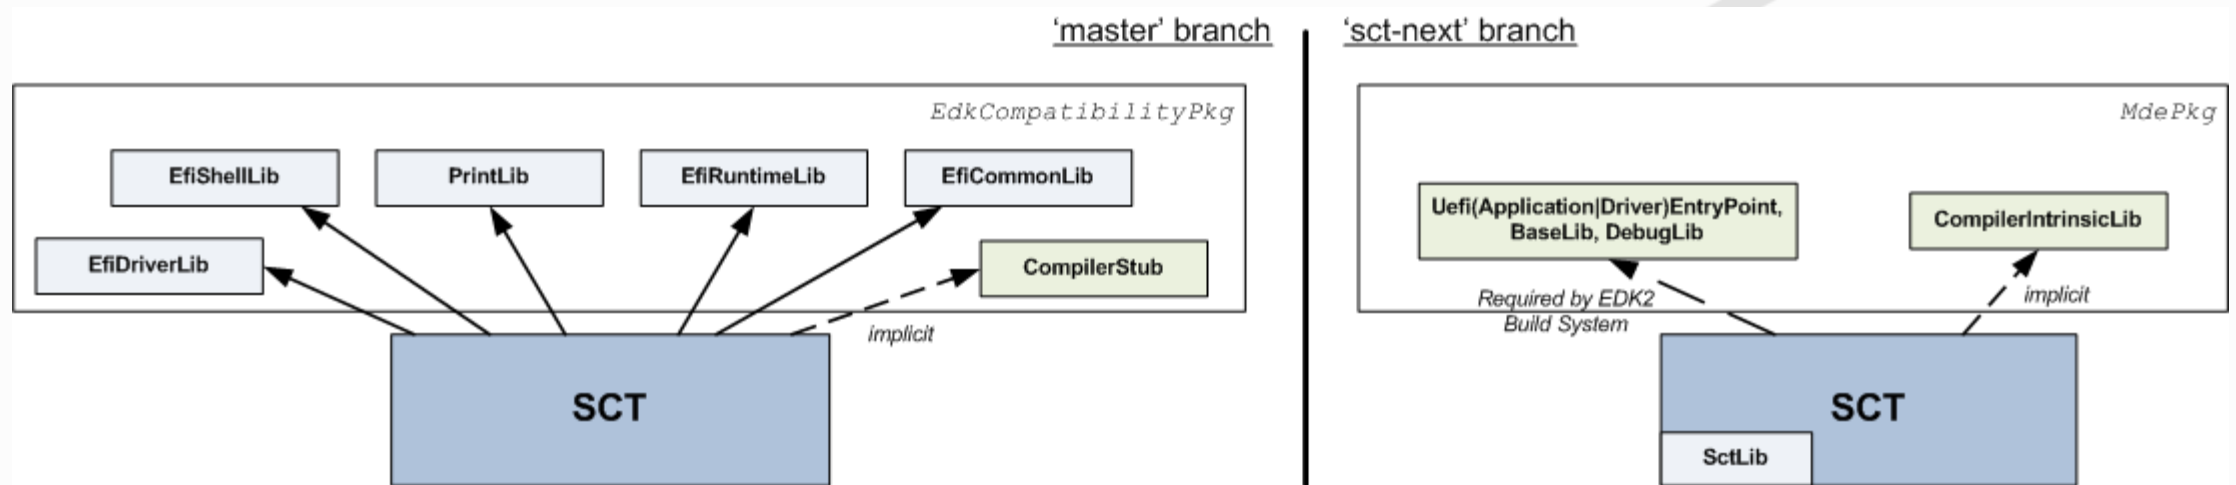 ‘master’ branch
‘sct-next’ branch
EdkCompatibilityPkg
EfiShellLib
PrintLib
EfiRuntimeLib
EfiCommonLib
EfiDriverLib
CompilerStub
implicit
SCT
MdePkg
Uefi(Application|Driver)EntryPoint,
BaseLib, DebugLib
CompilerIntrinsicLib
Required by EDK2
Build System
implicit
SCT
SctLib